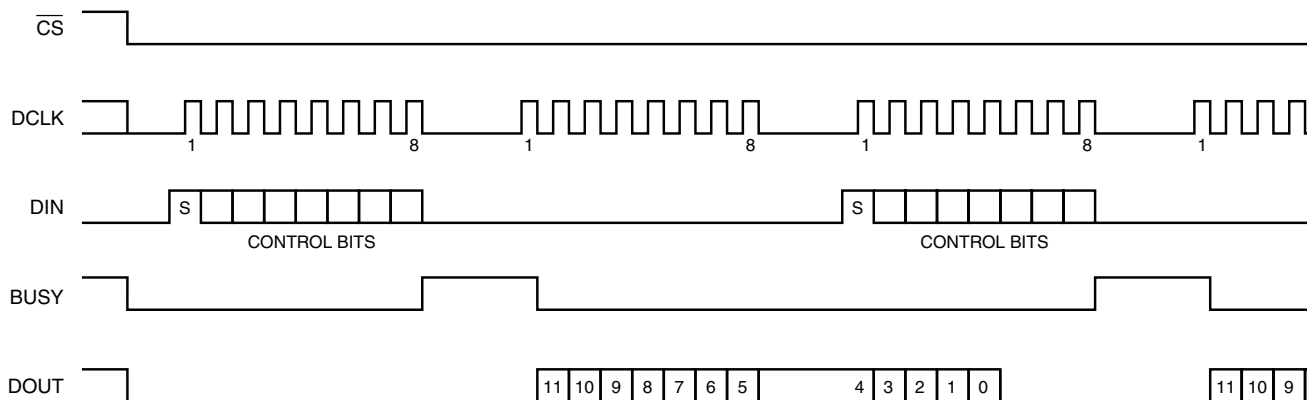 CS
DCLK
1 8 1 8 1 8 1
DIN
S S
CONTROL BITS CONTROL BITS
BUSY
DOUT
11 10 9 8 7 6 5 4 3 2 1 0 11 10 9